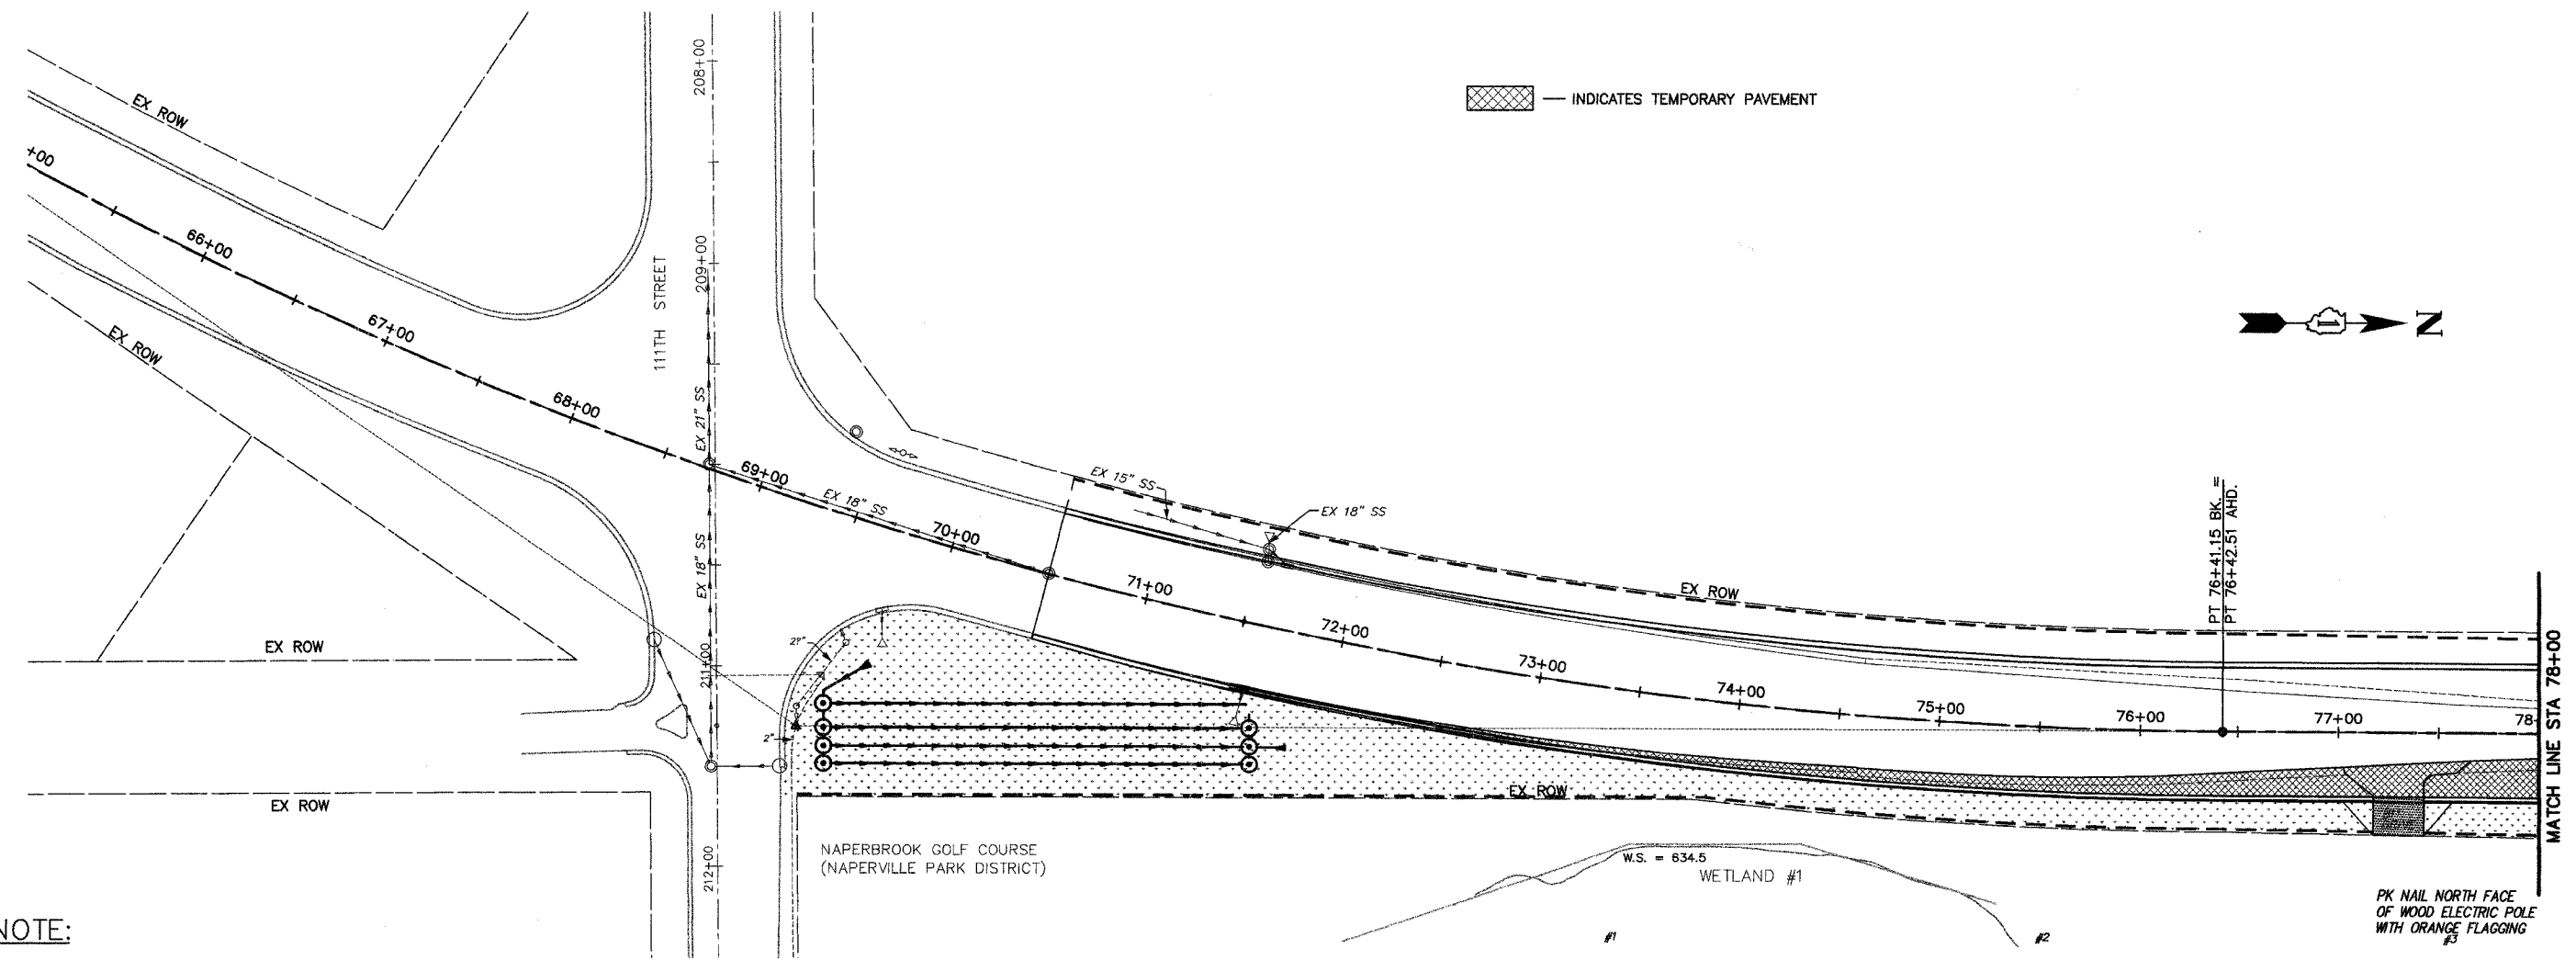 208+00
INDICATES TEMPORARY PAVEMENT
EX ROW
+00
66+00
209+00
111TH STREET
N
67+00
EX ROW
68+00
EX 21" SS
69+00
EX 18" SS
EX 15" SS
EX 18" SS
70+00
EX 18" SS
71+00
EX ROW
PT 76+41.15 BK. =
PT 76+42.51 AHD.
72+00
EX ROW
211+00
73+00
74+00
75+00
76+00
77+00
78
2"
EX ROW
EX ROW
MATCH LINE STA 78+00
NAPERBROOK GOLF COURSE
(NAPERVILLE PARK DISTRICT)
212+00
W.S. = 634.5
WETLAND #1
PK NAIL NORTH FACE
OF WOOD ELECTRIC POLE
WITH ORANGE FLAGGING
#1
#2
#3
NOTE: